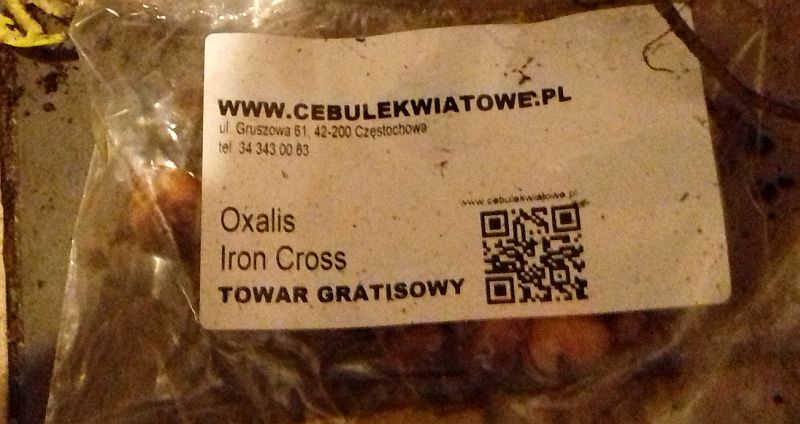 WWW.CEBULEKWIATOWE.PL
ul. Gruszowa 61, 42-200 Częstochowa
tel. 34 343 00 63
www.cebulekwiatowe.pl
Oxalis
Iron Cross
TOWAR GRATISOWY